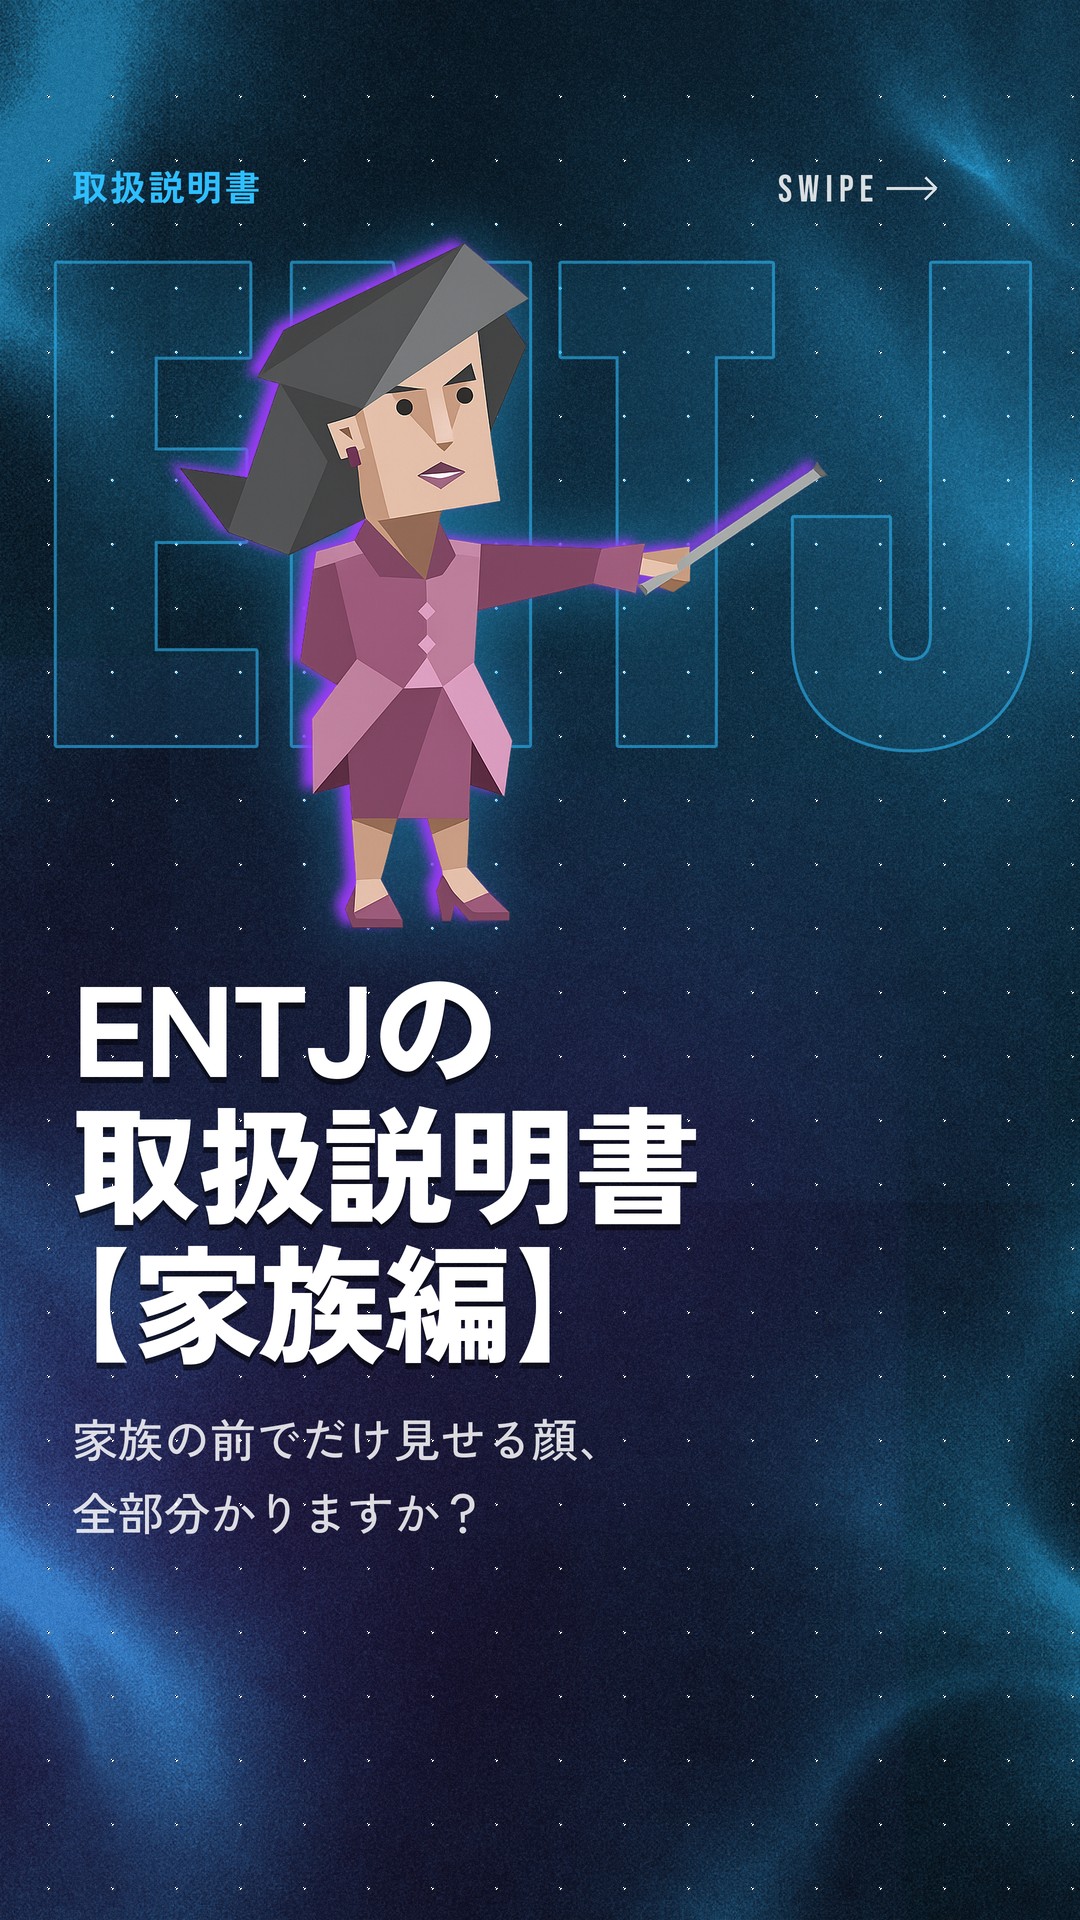 取扱説明書
SWIPE →
ENTJ
ENTJの
取扱説明書
【家族編】
家族の前でだけ見せる顔、
全部分かりますか？